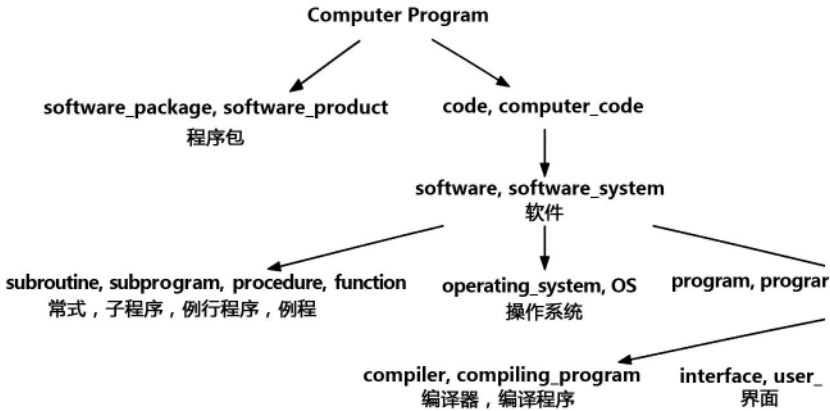 Computer Program
software_package, software_product
程序包
code, computer_code
software, software_system
软件
subroutine, subprogram, procedure, function
常式，子程序，例行程序，例程
operating_system, OS
操作系统
program,
compiler, compiling_program
编译器，编译程序
interface, user_
界面